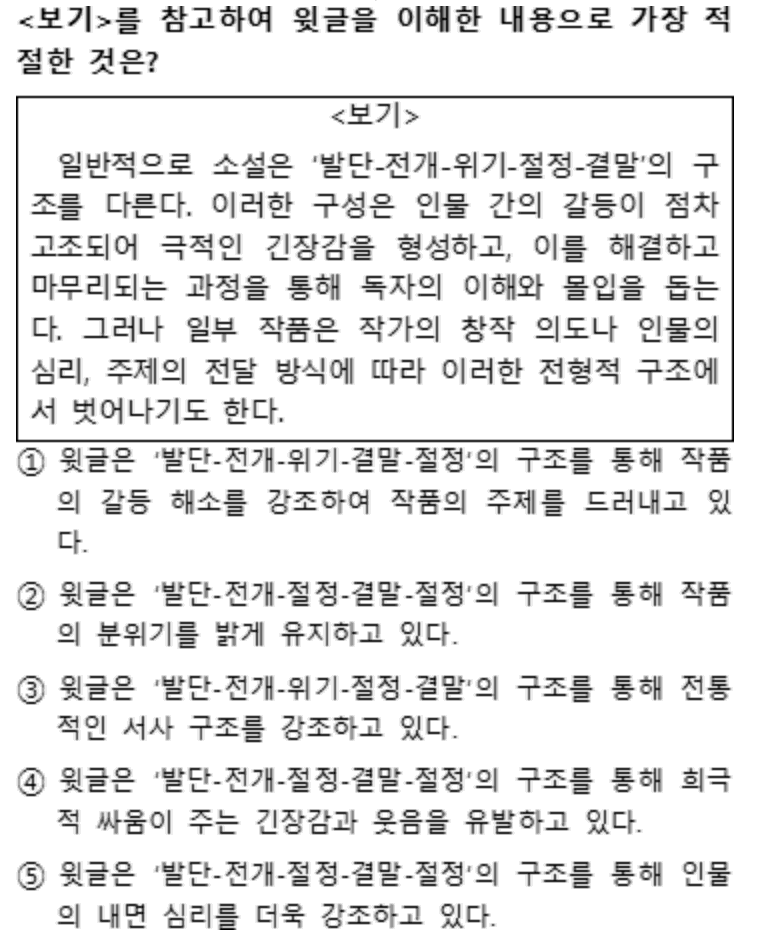 <보기>를 참고하여 윗글을 이해한 내용으로 가장 적
절한 것은?
<보기>
일반적으로 소설은 '발단-전개-위기-절정-결말'의 구
조를 다른다. 이러한 구성은 인물 간의 갈등이 점차
고조되어 극적인 긴장감을 형성하고, 이를 해결하고
마무리되는 과정을 통해 독자의 이해와 몰입을 돕는
다. 그러나 일부 작품은 작가의 창작 의도나 인물의
심리, 주제의 전달 방식에 따라 이러한 전형적 구조에
서 벗어나기도 한다.
① 윗글은 '발단-전개-위기-결말-절정'의 구조를 통해 작품
의 갈등 해소를 강조하여 작품의 주제를 드러내고 있
다.
② 윗글은 '발단-전개-절정-결말-절정'의 구조를 통해 작품
의 분위기를 밝게 유지하고 있다.
③ 윗글은 '발단-전개-위기-절정-결말'의 구조를 통해 전통
적인 서사 구조를 강조하고 있다.
④ 윗글은 '발단-전개-절정-결말-절정'의 구조를 통해 희극
적 싸움이 주는 긴장감과 웃음을 유발하고 있다.
⑤ 윗글은 '발단-전개-절정-결말-절정'의 구조를 통해 인물
의 내면 심리를 더욱 강조하고 있다.